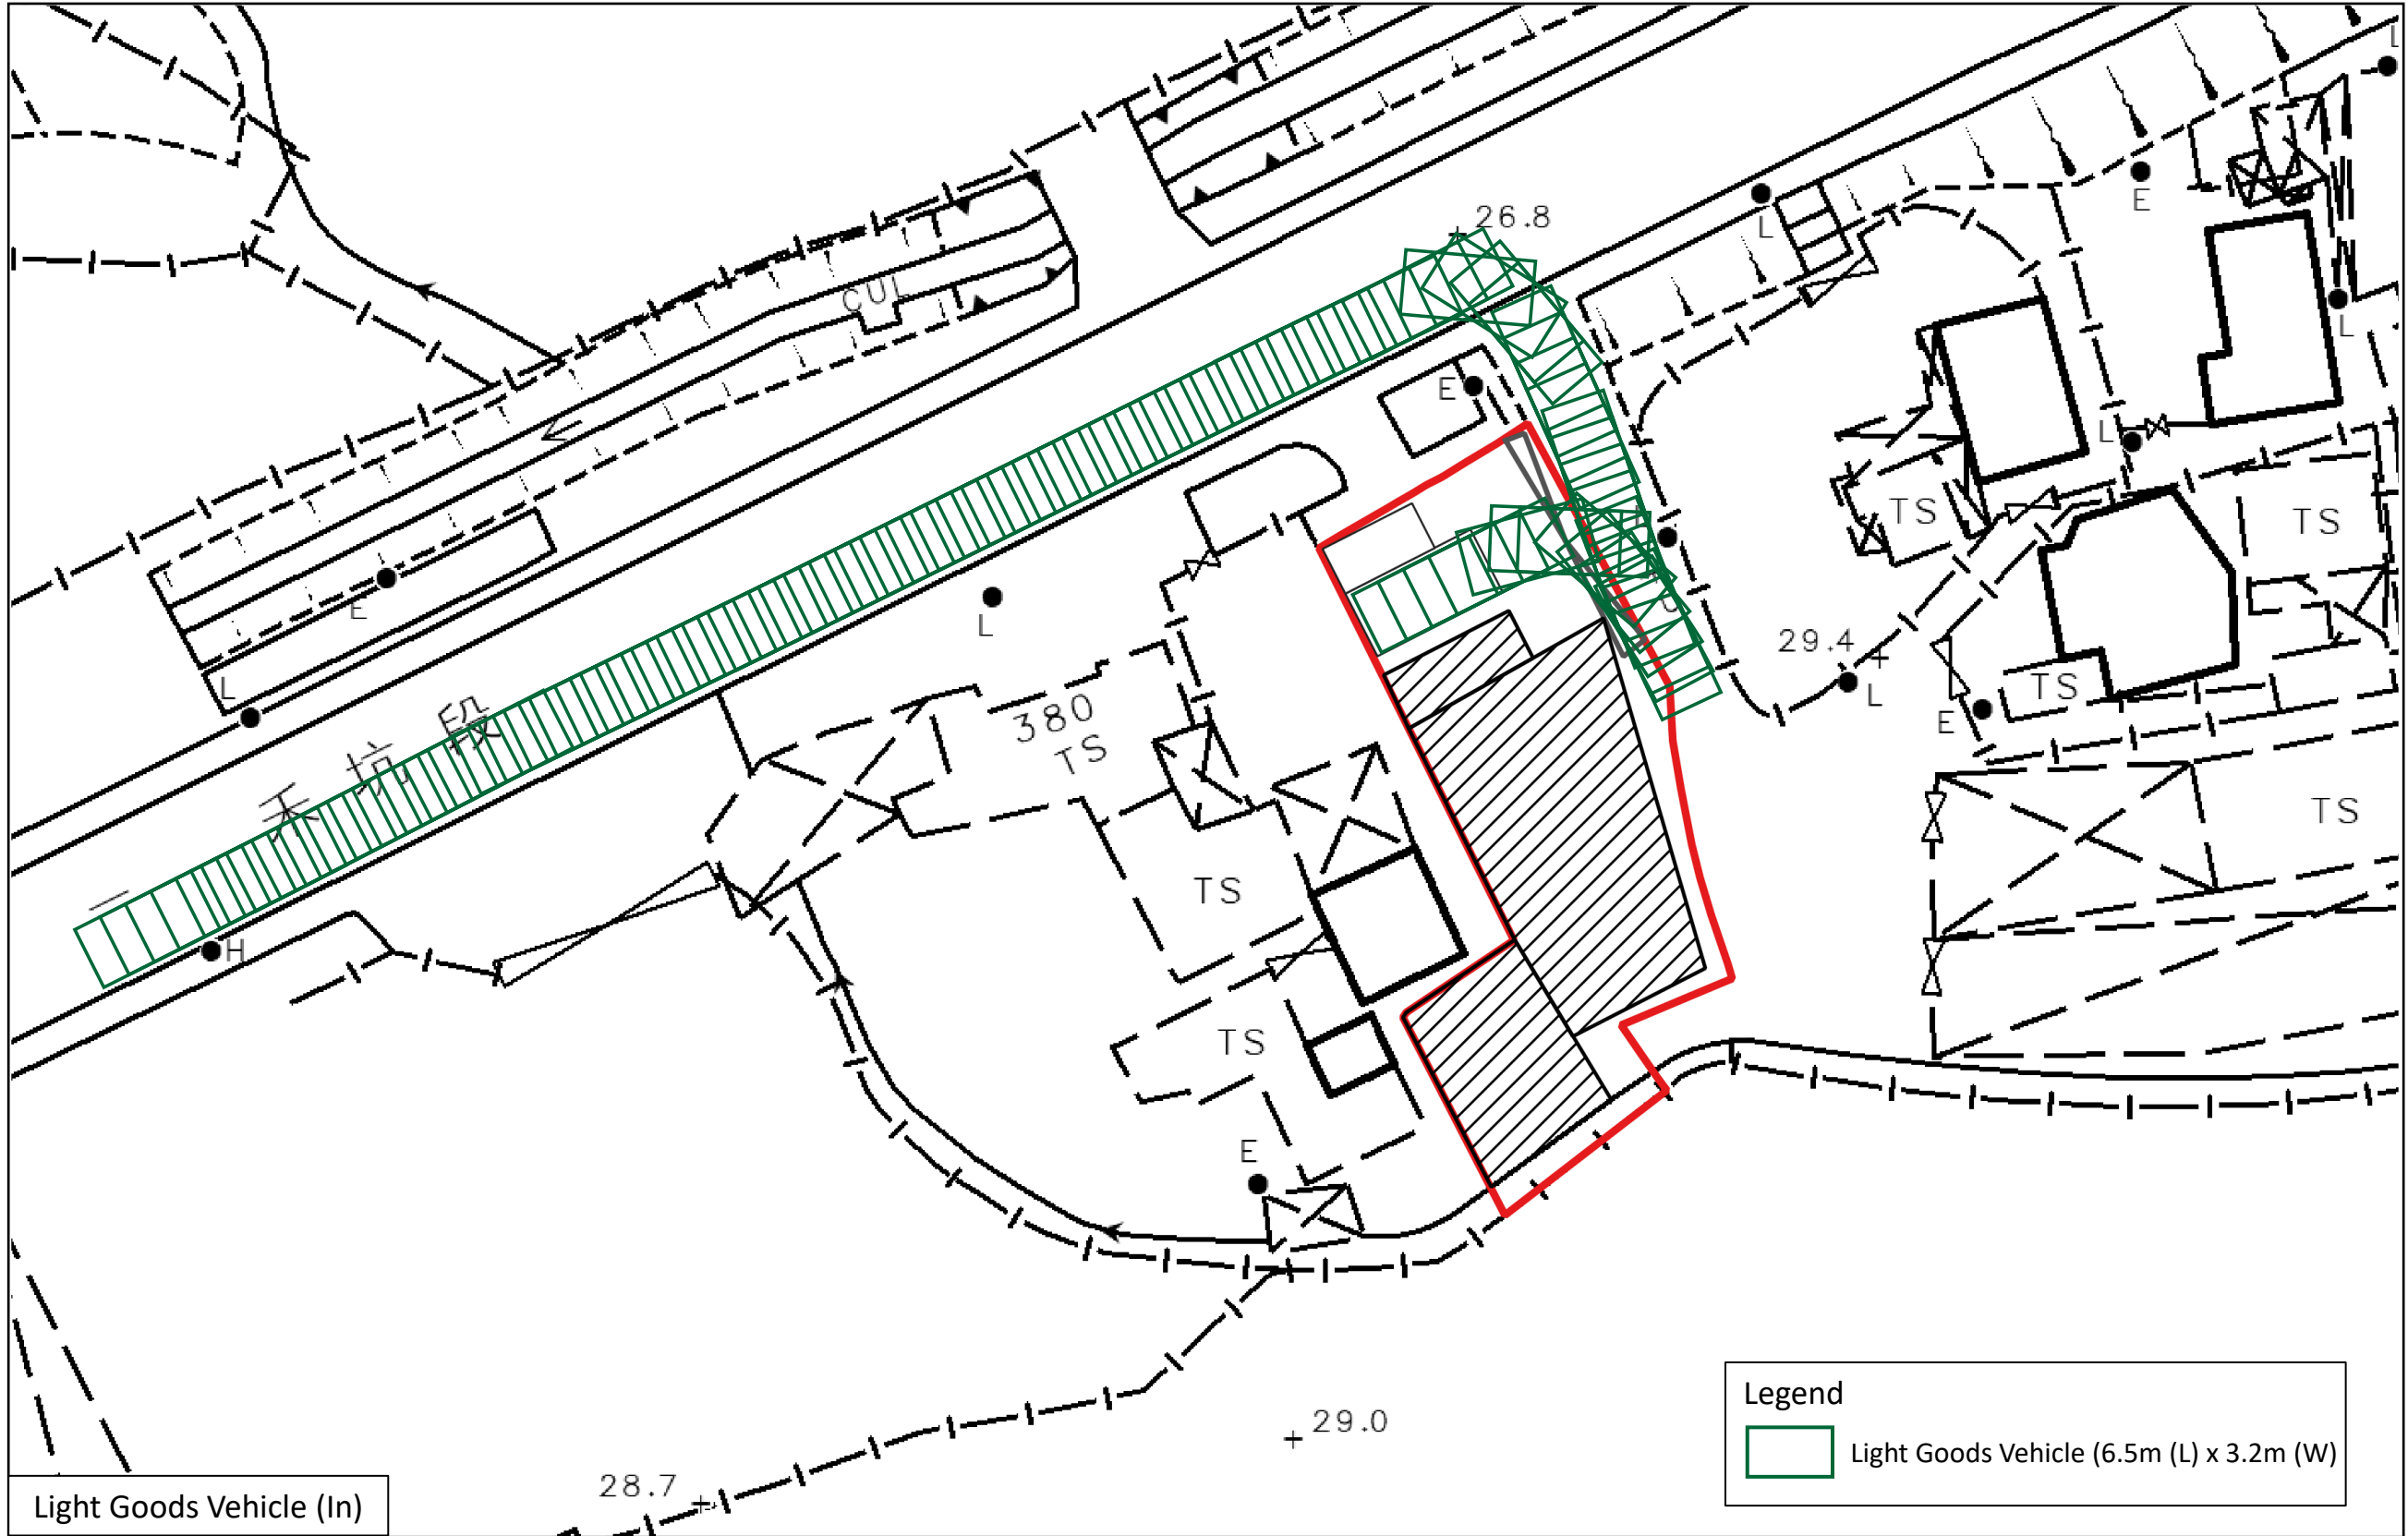 L
26.8
E
L
CUL
L
E
L
TS
TS
E
L
29.4
L
TS
E
L
380
TS
禾坑段
TS
TS
H
TS
E
29.0
28.7
Legend
Light Goods Vehicle (6.5m (L) x 3.2m (W)
Light Goods Vehicle (In)